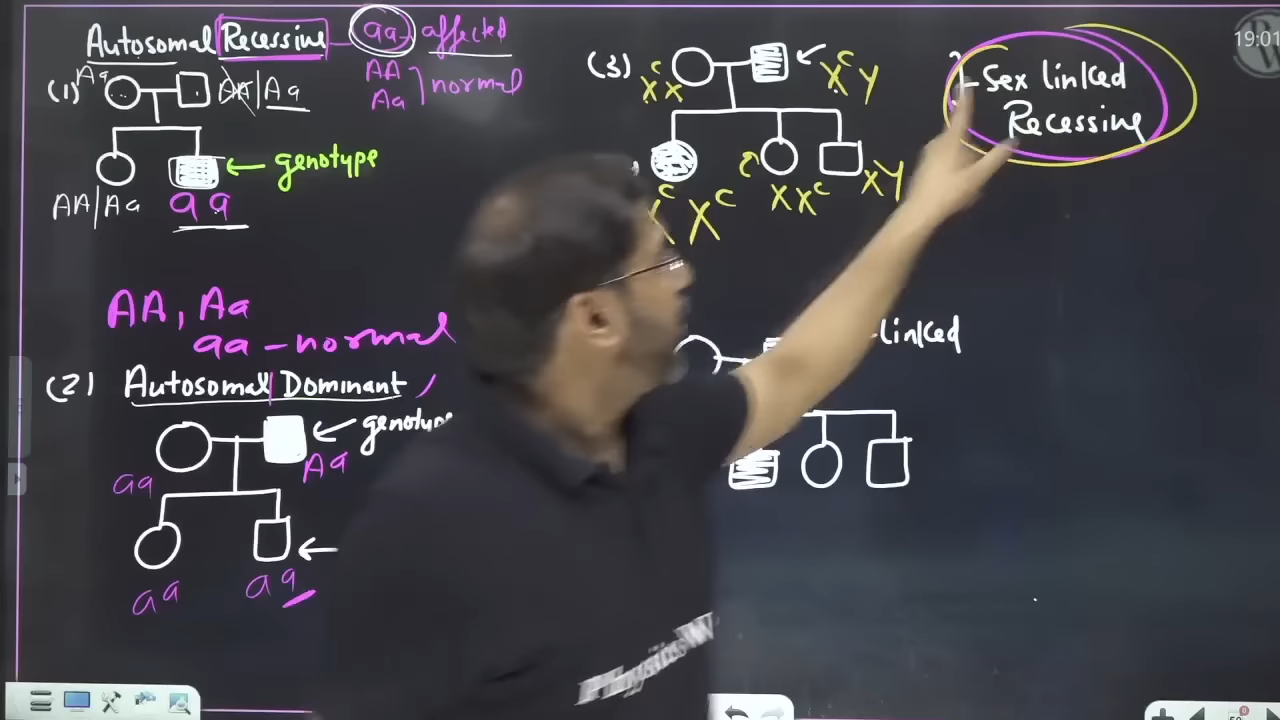 Autosomal Recessive - aa - affected
AA
Aa normal
(1) Aa AA | Aa
← genotype
AA/Aa aa
AA, Aa
aa - normal
(2) Autosomal Dominant
← genotype
aa Aa
aa aa
(3) XXᶜ XᶜY
XᶜXᶜ XXᶜ XY
Sex linked
Recessive
linked
19:01
PhysicsW